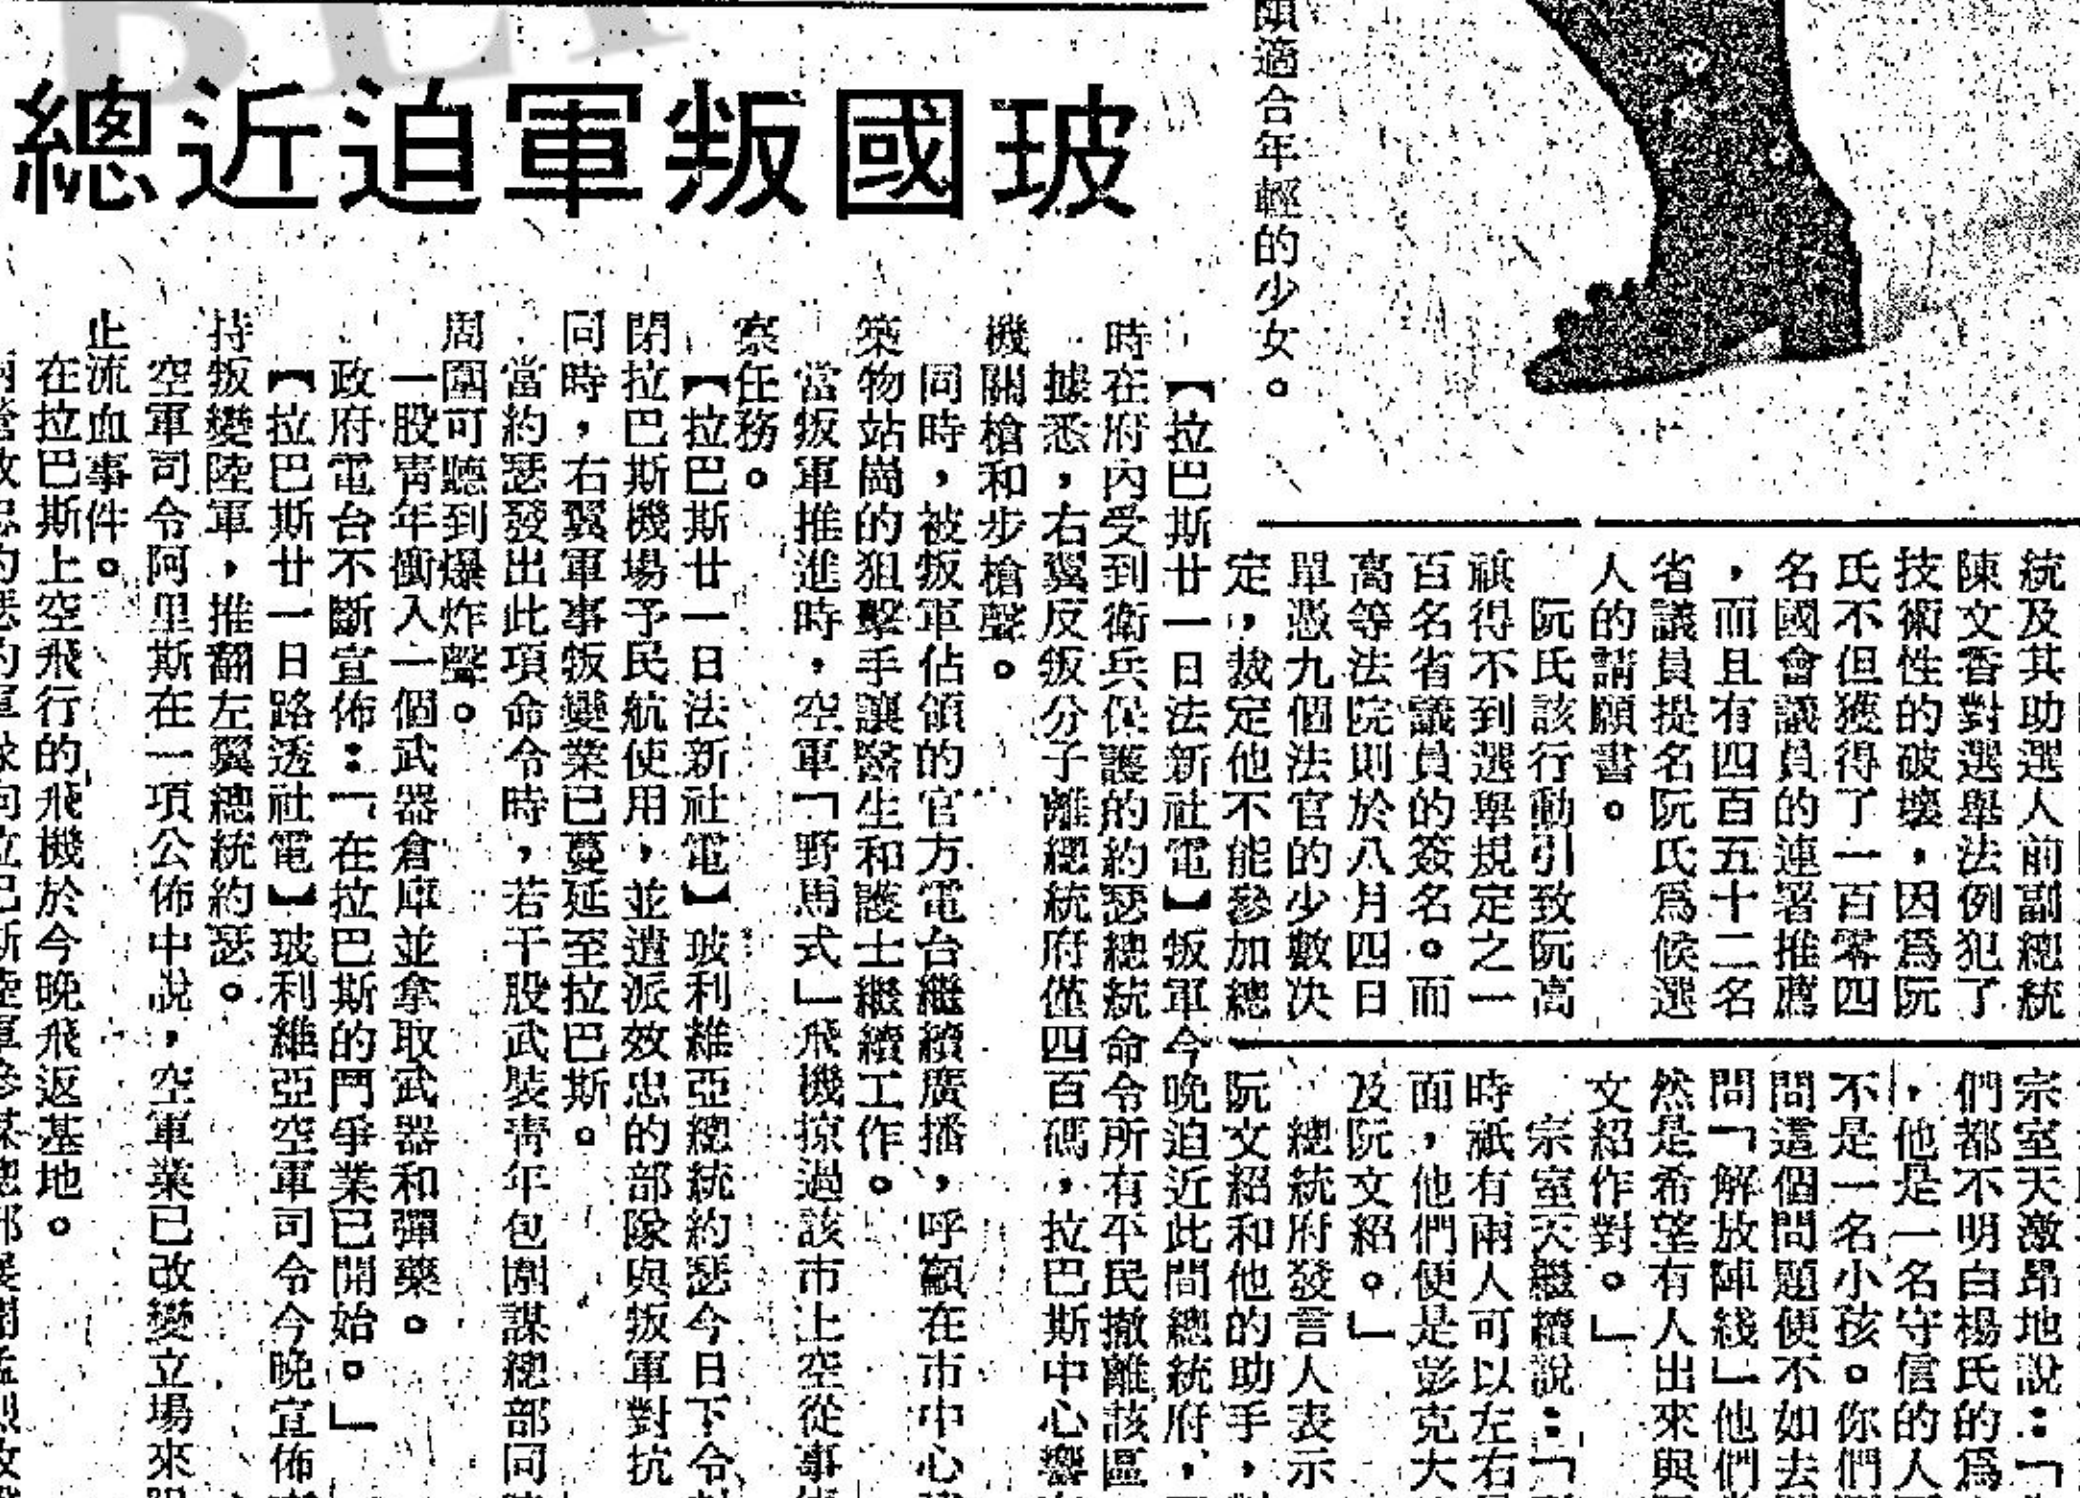 頗適合年輕的少女。
玻國叛軍迫近總
【拉巴斯廿一日法新社電】叛軍今晚迫近此間總統府,
時在府內受到衛兵保護的約瑟總統命令所有平民撤離該區
據悉,右翼反叛分子離總統府僅四百碼,拉巴斯中心響
機關槍和步槍聲。
同時,被叛軍佔領的官方電台繼續廣播,呼籲在市中心
築物站崗的狙擊手讓醫生和護士繼續工作。
當叛軍推進時,空軍「野馬式」飛機掠過該市上空從事
察任務。
【拉巴斯廿一日法新社電】玻利維亞總統約瑟今日下令
閉拉巴斯機場予民航使用,並遣派效忠的部隊與叛軍對抗
同時,右翼軍事叛變業已蔓延至拉巴斯。
當約瑟發出此項命令時,若干股武裝青年包圍謀總部同
周圍可聽到爆炸聲。
一股青年衝入一個武器倉庫並拿取武器和彈藥。
政府電台不斷宣佈:「在拉巴斯的鬥爭業已開始。」
【拉巴斯廿一日路透社電】玻利維亞空軍司令今晚宣佈
持叛變陸軍,推翻左翼總統約瑟。
空軍司令阿里斯在一項公佈中說,空軍業已改變立場來
止流血事件。
在拉巴斯上空飛行的飛機於今晚飛返基地。
統及其助選人前副總統
陳文香對選舉法例犯了
技術性的破壞,因爲阮
氏不但獲得了一百零四
名國會議員的連署推薦
,而且有四百五十二名
省議員提名阮氏爲候選
人的請願書。
阮氏該行動引致阮高
祺得不到選舉規定之一
百名省議員的簽名。而
高等法院則於八月四日
單憑九個法官的少數決
定,裁定他不能參加總
宗室天激昂地說:「
們都不明白楊氏的爲
,他是一名守信的人
不是一名小孩。你們
問這個問題便不如去
問「解放陣綫」他們
然是希望有人出來與
文紹作對。」
宗室天繼續說:「
時祇有兩人可以左右
面,他們便是彭克大
及阮文紹。」
總統府發言人表示
阮文紹和他的助手,